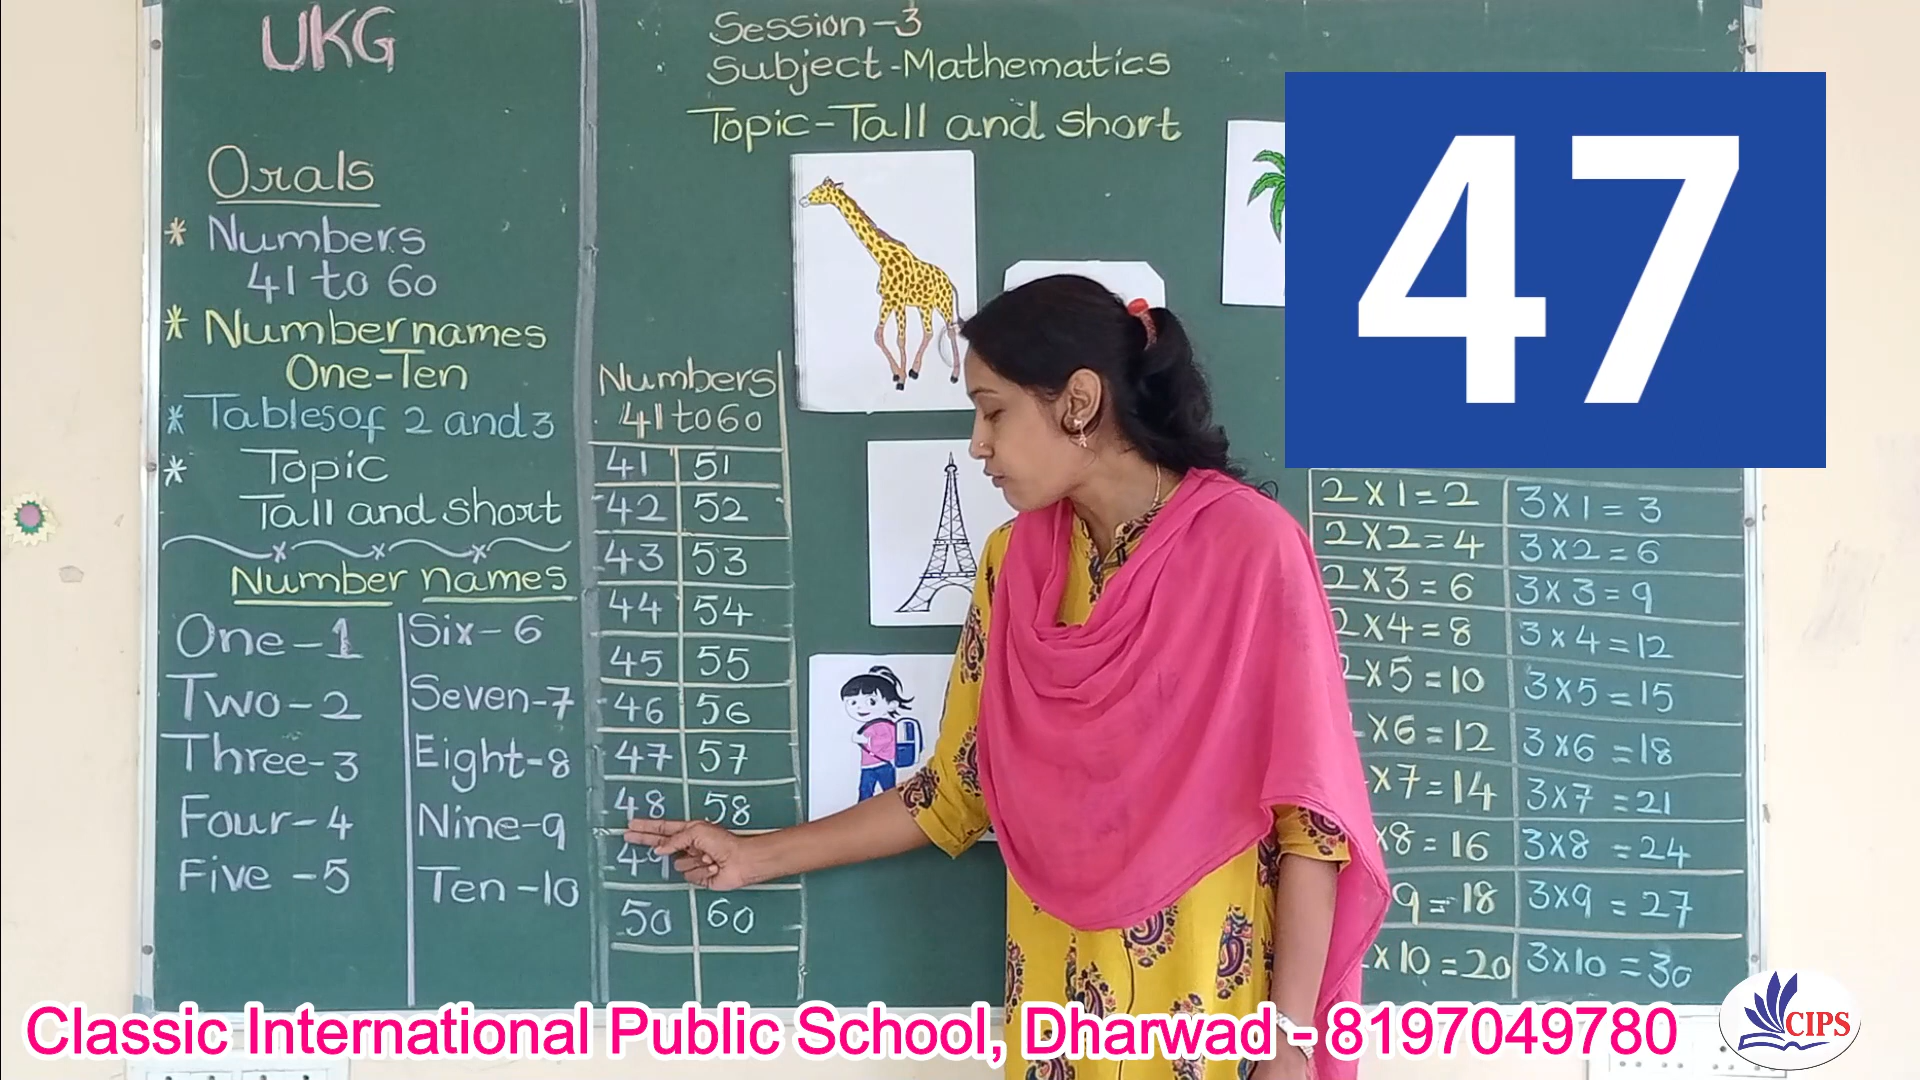 UKG
Orals
* Numbers
41 to 60
* Number names
One-Ten
* Tables of 2 and 3
* Topic
Tall and short
Number names
One-1
Two-2
Three-3
Four-4
Five-5
Six-6
Seven-7
Eight-8
Nine-9
Ten-10
Session-3
Subject-Mathematics
Topic-Tall and short
Numbers
41 to 60
41 51
42 52
43 53
44 54
45 55
46 56
47 57
48 58
49
50 60
47
2X1=2 3X1=3
2X2=4 3X2=6
2X3=6 3X3=9
2X4=8 3X4=12
X5=10 3X5=15
X6=12 3X6=18
X7=14 3X7=21
X8=16 3X8=24
9=18 3X9=27
X10=20 3X10=30
Classic International Public School, Dharwad - 8197049780
CIPS